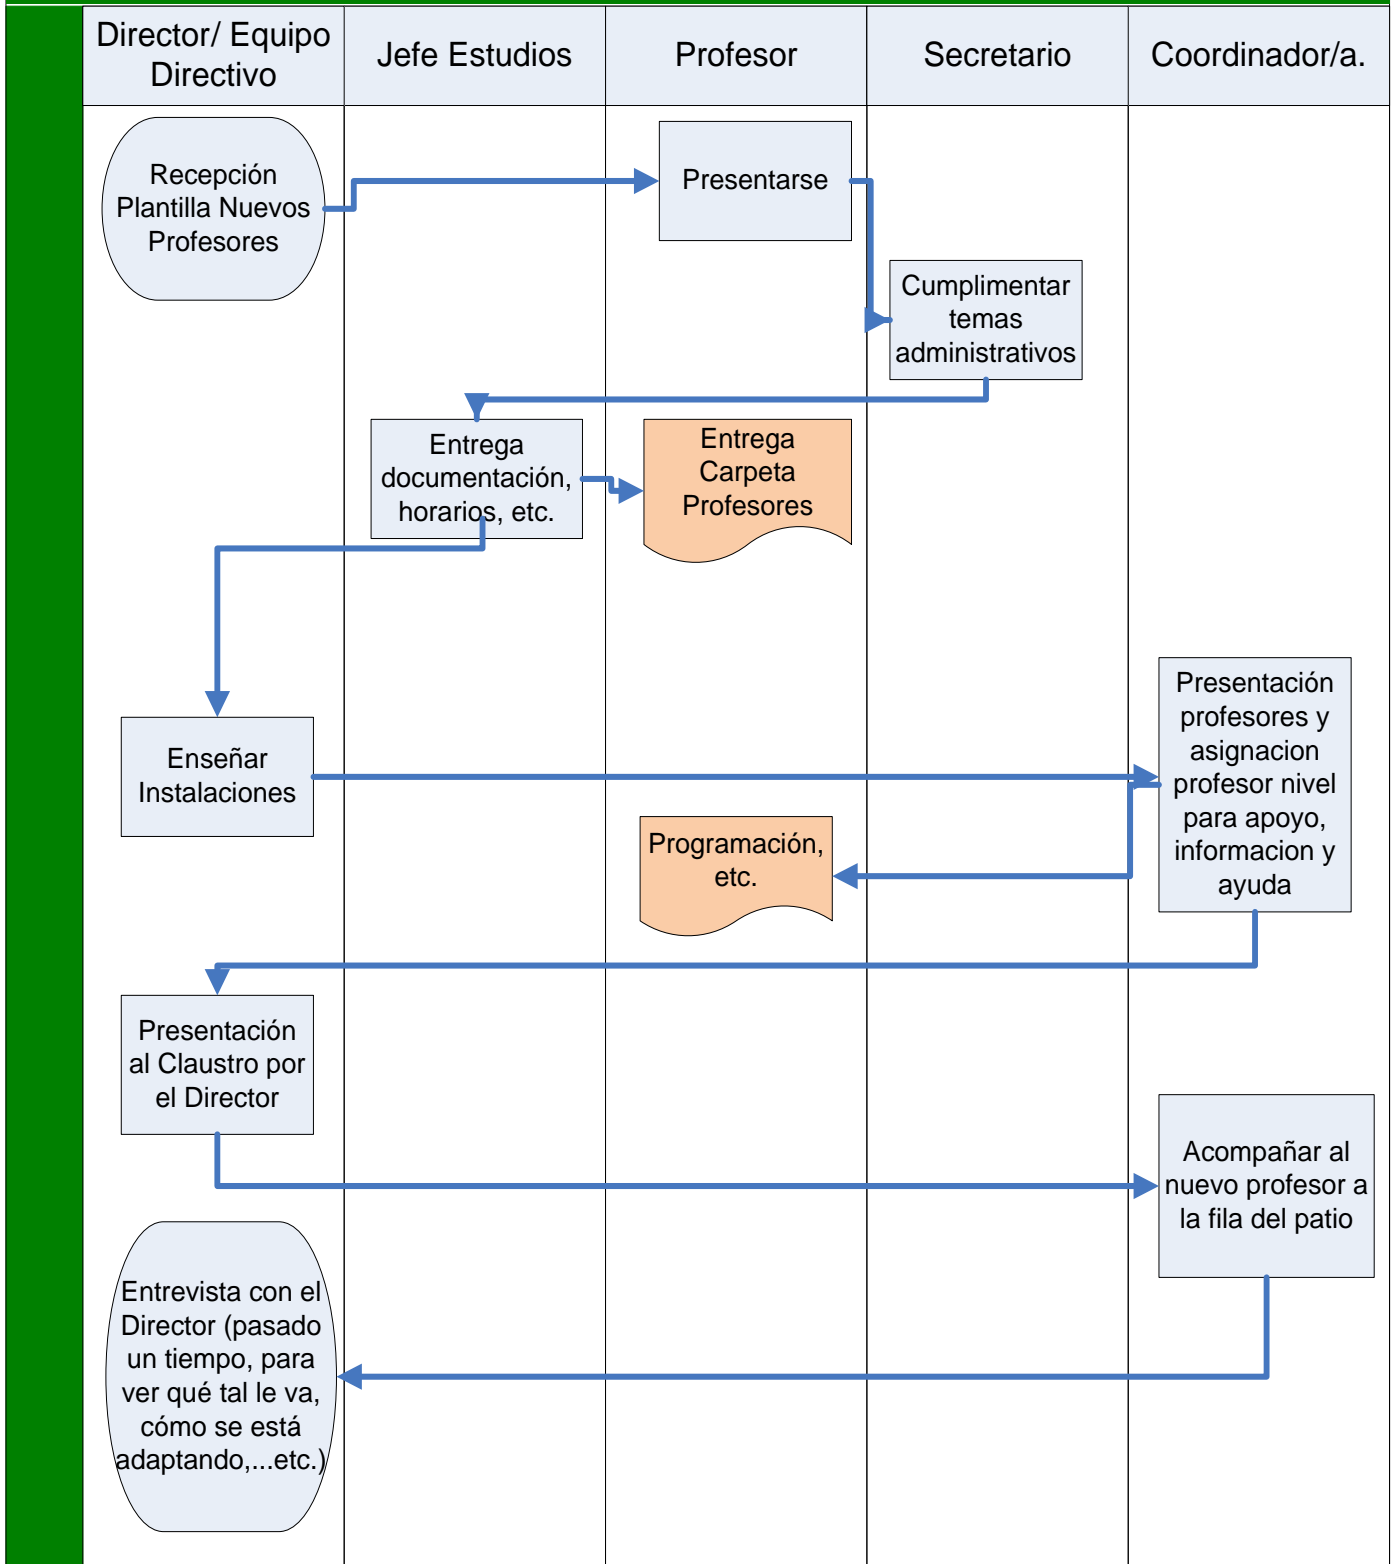 Director/ Equipo
Directivo
Jefe Estudios
Profesor
Secretario
Coordinador/a.
Recepción
Plantilla Nuevos
Profesores
Presentarse
Cumplimentar
temas
administrativos
Entrega
documentación,
horarios, etc.
Entrega
Carpeta
Profesores
Enseñar
Instalaciones
Presentación
profesores y
asignacion
profesor nivel
para apoyo,
informacion y
ayuda
Programación,
etc.
Presentación
al Claustro por
el Director
Acompañar al
nuevo profesor a
la fila del patio
Entrevista con el
Director (pasado
un tiempo, para
ver qué tal le va,
cómo se está
adaptando,...etc.)